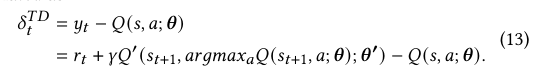 δ_t^{TD} = y_t − Q(s, a; θ)
= r_t + γQ′(s_{t+1}, argmax_a Q(s_{t+1}, a; θ); θ′) − Q(s, a; θ). (13)